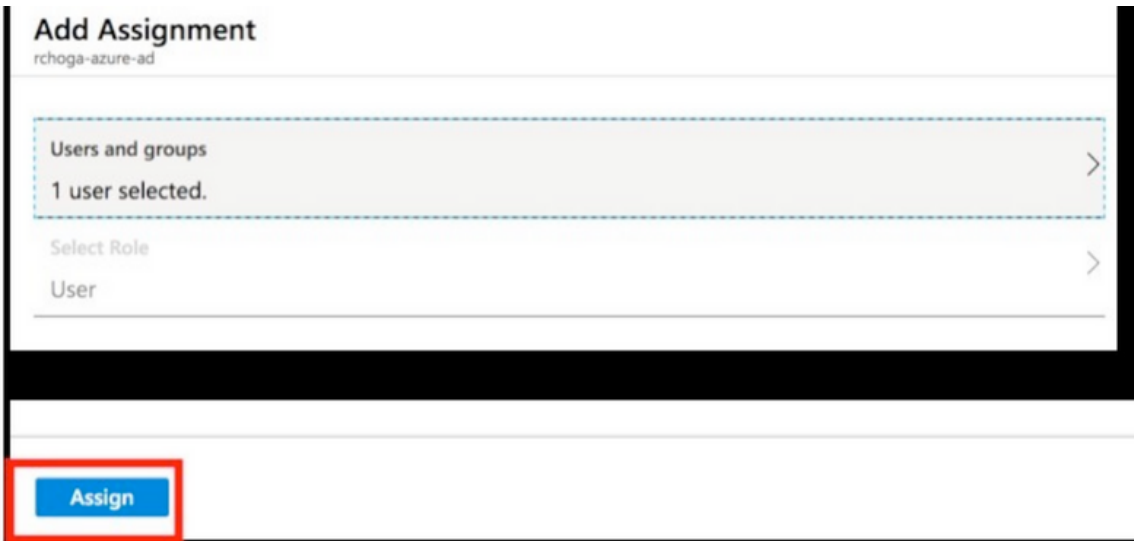 Add Assignment
rchoga-azure-ad
Users and groups
1 user selected.
Select Role
User
Assign